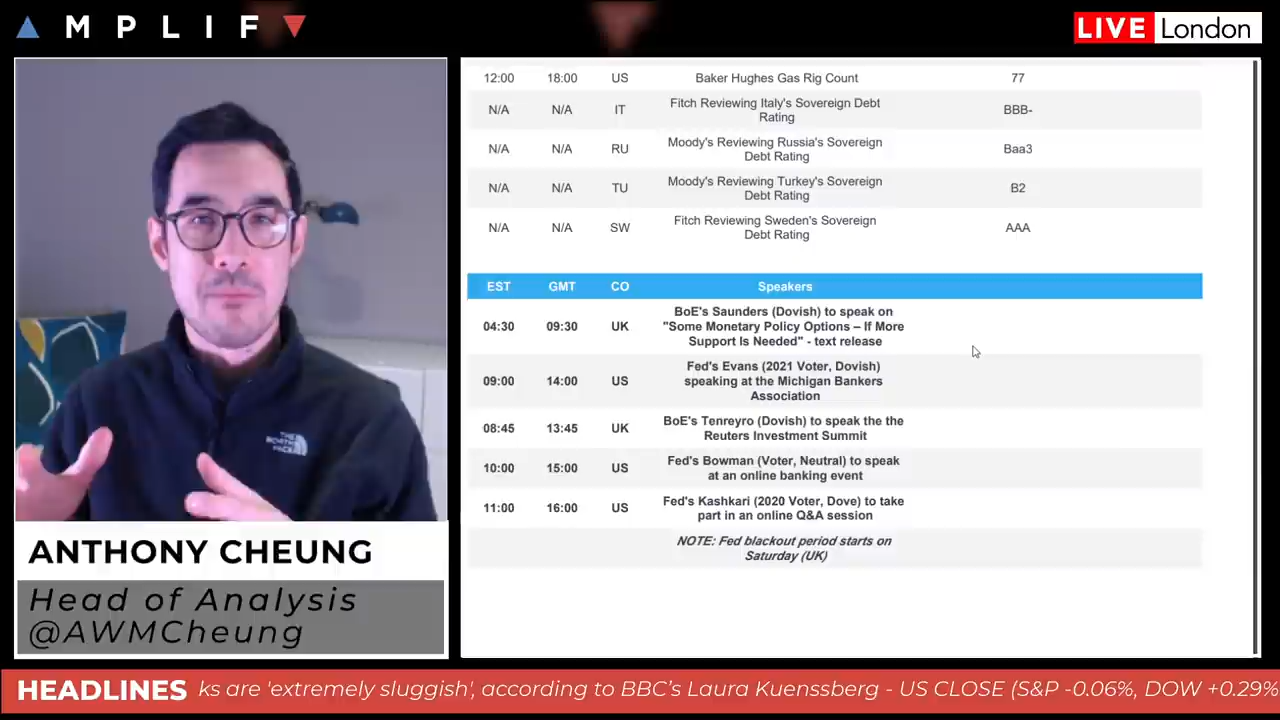 AMPLIFY
LIVE London
12:00 18:00 US Baker Hughes Gas Rig Count 77
N/A N/A IT Fitch Reviewing Italy's Sovereign Debt
Rating BBB-
N/A N/A RU Moody's Reviewing Russia's Sovereign
Debt Rating Baa3
N/A N/A TU Moody's Reviewing Turkey's Sovereign
Debt Rating B2
N/A N/A SW Fitch Reviewing Sweden's Sovereign
Debt Rating AAA
EST GMT CO Speakers
04:30 09:30 UK BoE's Saunders (Dovish) to speak on
"Some Monetary Policy Options – If More
Support Is Needed" - text release
09:00 14:00 US Fed's Evans (2021 Voter, Dovish)
speaking at the Michigan Bankers
Association
08:45 13:45 UK BoE's Tenreyro (Dovish) to speak the the
Reuters Investment Summit
10:00 15:00 US Fed's Bowman (Voter, Neutral) to speak
at an online banking event
11:00 16:00 US Fed's Kashkari (2020 Voter, Dove) to take
part in an online Q&A session
NOTE: Fed blackout period starts on
Saturday (UK)
THE
NORTH
FACE
ANTHONY CHEUNG
Head of Analysis
@AWMCheung
HEADLINES ks are 'extremely sluggish', according to BBC's Laura Kuenssberg - US CLOSE (S&P -0.06%, DOW +0.29%